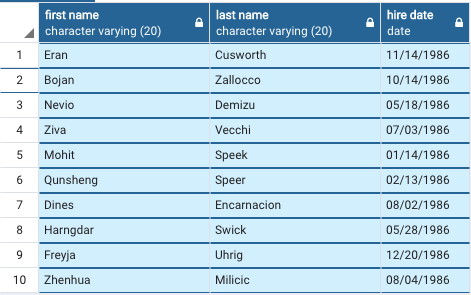 first name last name hire date
character varying (20) character varying (20) date
1 Eran Cusworth 11/14/1986
2 Bojan Zallocco 10/14/1986
3 Nevio Demizu 05/18/1986
4 Ziva Vecchi 07/03/1986
5 Mohit Speek 01/14/1986
6 Qunsheng Speer 02/13/1986
7 Dines Encarnacion 08/02/1986
8 Harngdar Swick 05/28/1986
9 Freyja Uhrig 12/20/1986
10 Zhenhua Milicic 08/04/1986